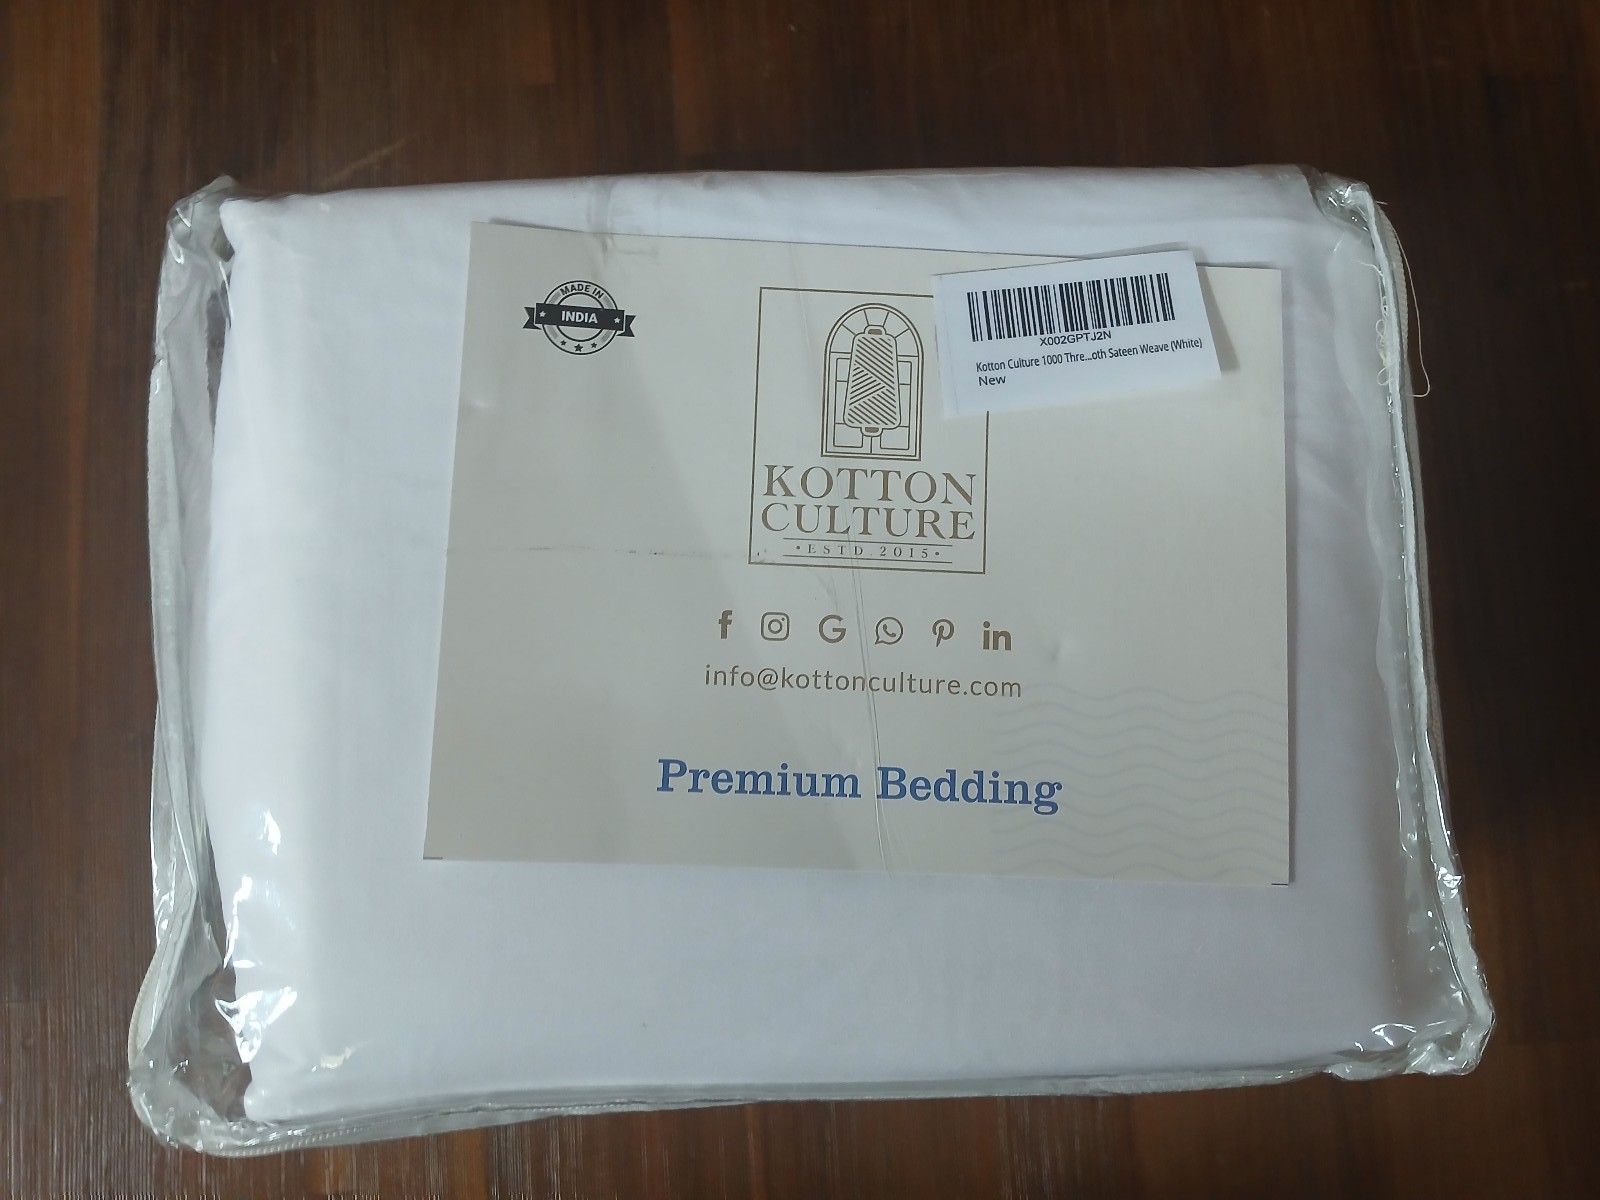 MADE IN
INDIA
X002GPTJ2N
Kotton Culture 1000 Thre...oth Sateen Weave (White)
New
KOTTON
CULTURE
•ESTD.2015•
f G in
info@kottonculture.com
Premium Bedding